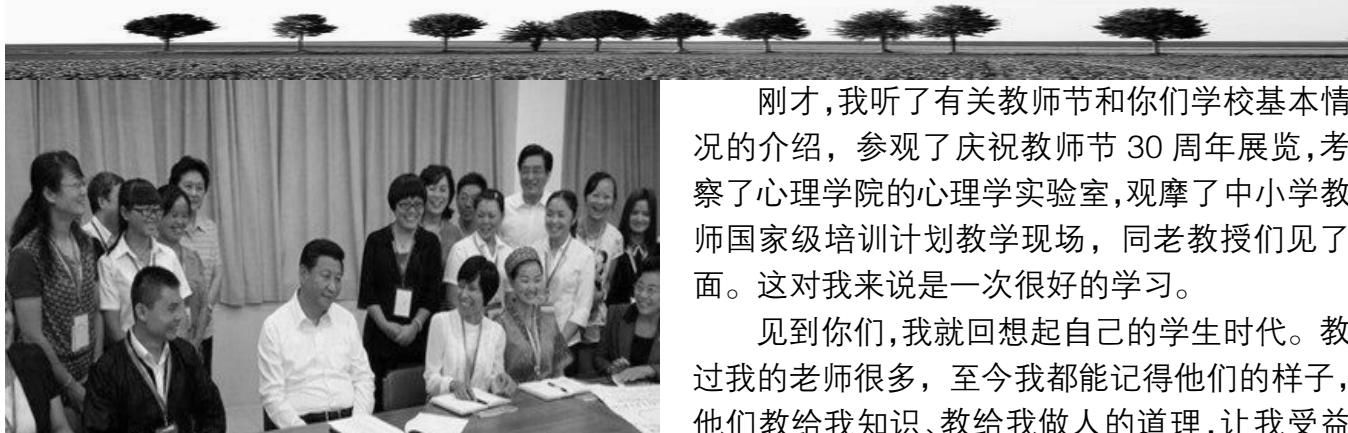 刚才,我听了有关教师节和你们学校基本情
况的介绍，参观了庆祝教师节 30 周年展览,考
察了心理学院的心理学实验室,观摩了中小学教
师国家级培训计划教学现场，同老教授们见了
面。这对我来说是一次很好的学习。
见到你们,我就回想起自己的学生时代。教
过我的老师很多，至今我都能记得他们的样子，
他们教给我知识、教给我做人的道理,让我受益